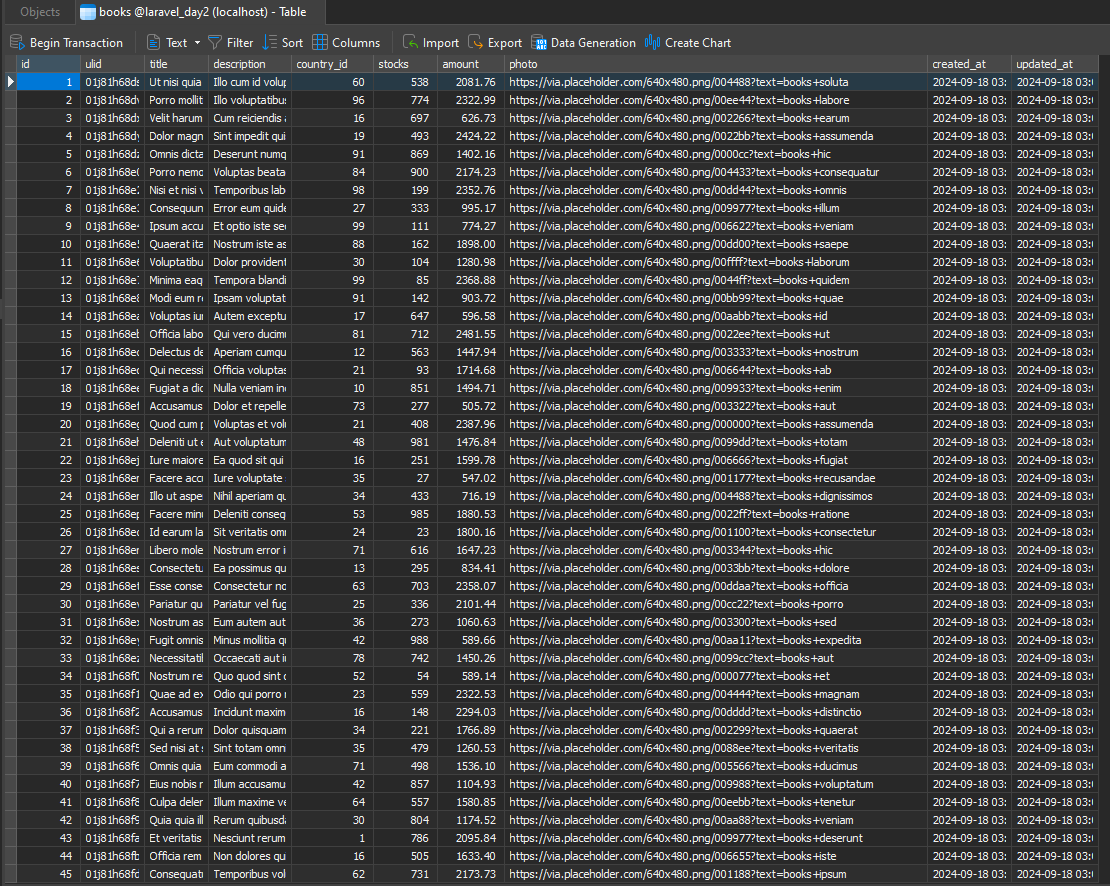 Objects books @laravel_day2 (localhost) - Table
Begin Transaction Text Filter Sort Columns Import Export Data Generation Create Chart
id ulid title description country_id stocks amount photo created_at updated_at
1 01j81h68ds Ut nisi quia Illo cum id volup 60 538 2081.76 https://via.placeholder.com/640x480.png/004488?text=books+soluta 2024-09-18 03: 2024-09-18 03:
2 01j81h68dv Porro mollit Illo voluptatibus 96 774 2322.99 https://via.placeholder.com/640x480.png/00ee44?text=books+labore 2024-09-18 03: 2024-09-18 03:
3 01j81h68dx Velit harum Cum reiciendis 16 697 626.73 https://via.placeholder.com/640x480.png/002266?text=books+earum 2024-09-18 03: 2024-09-18 03:
4 01j81h68dy Dolor magn Sint impedit qui 19 493 2424.22 https://via.placeholder.com/640x480.png/0022bb?text=books+assumenda 2024-09-18 03: 2024-09-18 03:
5 01j81h68dz Omnis dicta Deserunt numq 91 869 1402.16 https://via.placeholder.com/640x480.png/0000cc?text=books+hic 2024-09-18 03: 2024-09-18 03:
6 01j81h68e0 Porro nemo Voluptas beata 84 900 2174.23 https://via.placeholder.com/640x480.png/004433?text=books+consequatur 2024-09-18 03: 2024-09-18 03:
7 01j81h68e Nisi et nisi v Temporibus lab 98 199 2352.76 https://via.placeholder.com/640x480.png/00dd44?text=books+omnis 2024-09-18 03: 2024-09-18 03:
8 01j81h68e Consequun Error eum quide 27 333 995.17 https://via.placeholder.com/640x480.png/009977?text=books+illum 2024-09-18 03: 2024-09-18 03:
9 01j81h68e4 Ipsum accu Et optio iste sec 99 111 774.27 https://via.placeholder.com/640x480.png/006622?text=books+veniam 2024-09-18 03: 2024-09-18 03:
10 01j81h68e5 Quaerat ita Nostrum iste as 88 162 1898.00 https://via.placeholder.com/640x480.png/00dd00?text=books+saepe 2024-09-18 03: 2024-09-18 03:
11 01j81h68e6 Voluptatibu Dolor provident 30 104 1280.98 https://via.placeholder.com/640x480.png/00ffff?text=books+laborum 2024-09-18 03: 2024-09-18 03:
12 01j81h68e Minima eaq Tempora blandi 99 85 2368.88 https://via.placeholder.com/640x480.png/0044ff?text=books+quidem 2024-09-18 03: 2024-09-18 03:
13 01j81h68e8 Modi eum r Ipsam voluptat 91 142 903.72 https://via.placeholder.com/640x480.png/00bb99?text=books+quae 2024-09-18 03: 2024-09-18 03:
14 01j81h68ea Voluptas iur Autem exceptu 17 647 596.58 https://via.placeholder.com/640x480.png/00aabb?text=books+id 2024-09-18 03: 2024-09-18 03:
15 01j81h68eb Officia labo Qui vero ducimu 81 712 2481.55 https://via.placeholder.com/640x480.png/0022ee?text=books+ut 2024-09-18 03: 2024-09-18 03:
16 01j81h68ec Delectus de Aperiam cumqu 12 563 1447.94 https://via.placeholder.com/640x480.png/003333?text=books+nostrum 2024-09-18 03: 2024-09-18 03:
17 01j81h68ed Qui necessi Officia voluptas 21 93 1714.68 https://via.placeholder.com/640x480.png/006644?text=books+ab 2024-09-18 03: 2024-09-18 03:
18 01j81h68ee Fugiat a dic Nulla veniam inc 10 851 1494.71 https://via.placeholder.com/640x480.png/009933?text=books+enim 2024-09-18 03: 2024-09-18 03:
19 01j81h68ef Accusamus Dolor et repelle 73 277 505.72 https://via.placeholder.com/640x480.png/003322?text=books+aut 2024-09-18 03: 2024-09-18 03:
20 01j81h68eg Quod cum p Voluptas et volu 21 408 2387.96 https://via.placeholder.com/640x480.png/000000?text=books+assumenda 2024-09-18 03: 2024-09-18 03:
21 01j81h68eh Deleniti ut e Aut voluptatum 48 981 1476.84 https://via.placeholder.com/640x480.png/0099dd?text=books+totam 2024-09-18 03: 2024-09-18 03:
22 01j81h68ej Iure maiore Ea quod sit qui 16 251 1599.78 https://via.placeholder.com/640x480.png/006666?text=books+fugiat 2024-09-18 03: 2024-09-18 03:
23 01j81h68e Facere accu Iure voluptate 35 27 547.02 https://via.placeholder.com/640x480.png/001177?text=books+recusandae 2024-09-18 03: 2024-09-18 03:
24 01j81h68e Illo ut aspe Nihil aperiam qu 34 433 716.19 https://via.placeholder.com/640x480.png/004488?text=books+dignissimos 2024-09-18 03: 2024-09-18 03:
25 01j81h68ep Facere minu Deleniti conseq 53 985 1880.53 https://via.placeholder.com/640x480.png/0022ff?text=books+ratione 2024-09-18 03: 2024-09-18 03:
26 01j81h68eq Id earum la Sit veritatis omr 24 23 1800.16 https://via.placeholder.com/640x480.png/001100?text=books+consectetur 2024-09-18 03: 2024-09-18 03:
27 01j81h68er Libero mole Nostrum error i 71 616 1647.23 https://via.placeholder.com/640x480.png/003344?text=books+hic 2024-09-18 03: 2024-09-18 03:
28 01j81h68es Consectetu Ea possimus qu 13 295 834.41 https://via.placeholder.com/640x480.png/0033bb?text=books+dolore 2024-09-18 03: 2024-09-18 03:
29 01j81h68et Esse conse Consectetur no 63 703 2358.07 https://via.placeholder.com/640x480.png/00ddaa?text=books+officia 2024-09-18 03: 2024-09-18 03:
30 01j81h68ev Pariatur quo Pariatur vel fug 25 336 2101.44 https://via.placeholder.com/640x480.png/00cc22?text=books+porro 2024-09-18 03: 2024-09-18 03:
31 01j81h68ex Nostrum as Eum autem aut 36 273 1060.63 https://via.placeholder.com/640x480.png/003300?text=books+sed 2024-09-18 03: 2024-09-18 03:
32 01j81h68ey Fugit omnis Minus mollitia qu 42 988 589.66 https://via.placeholder.com/640x480.png/00aa11?text=books+expedita 2024-09-18 03: 2024-09-18 03:
33 01j81h68ez Necessitatil Occaecati aut iu 78 742 1450.26 https://via.placeholder.com/640x480.png/0099cc?text=books+aut 2024-09-18 03: 2024-09-18 03:
34 01j81h68f0 Nostrum re Quo quod sint c 52 54 589.14 https://via.placeholder.com/640x480.png/000077?text=books+et 2024-09-18 03: 2024-09-18 03:
35 01j81h68f1 Quae ad ex Odio qui porro 23 559 2322.53 https://via.placeholder.com/640x480.png/004444?text=books+magnam 2024-09-18 03: 2024-09-18 03:
36 01j81h68f2 Accusamus Incidunt maxim 16 148 2294.03 https://via.placeholder.com/640x480.png/00dddd?text=books+distinctio 2024-09-18 03: 2024-09-18 03:
37 01j81h68f3 Qui a rerum Dolor quisquam 34 221 1766.89 https://via.placeholder.com/640x480.png/002299?text=books+quaerat 2024-09-18 03: 2024-09-18 03:
38 01j81h68f5 Sed nisi at s Sint totam omn 35 479 1260.53 https://via.placeholder.com/640x480.png/0088ee?text=books+veritatis 2024-09-18 03: 2024-09-18 03:
39 01j81h68f6 Omnis quia Eum commodi a 71 498 1536.10 https://via.placeholder.com/640x480.png/005566?text=books+ducimus 2024-09-18 03: 2024-09-18 03:
40 01j81h68f7 Eius nobis r Illum accusamu 42 857 1104.93 https://via.placeholder.com/640x480.png/009988?text=books+voluptatum 2024-09-18 03: 2024-09-18 03:
41 01j81h68f8 Culpa deler Illum maxime ve 64 557 1580.85 https://via.placeholder.com/640x480.png/00eebb?text=books+tenetur 2024-09-18 03: 2024-09-18 03:
42 01j81h68f9 Quia quia ill Rerum quibusda 30 804 1174.52 https://via.placeholder.com/640x480.png/00aa88?text=books+veniam 2024-09-18 03: 2024-09-18 03:
43 01j81h68fa Et veritatis Nesciunt rerum 1 786 2095.84 https://via.placeholder.com/640x480.png/009977?text=books+deserunt 2024-09-18 03: 2024-09-18 03:
44 01j81h68fb Officia rem Non dolores qu 16 505 1633.40 https://via.placeholder.com/640x480.png/006655?text=books+iste 2024-09-18 03: 2024-09-18 03:
45 01j81h68fc Consequatu Temporibus vol 62 731 2173.73 https://via.placeholder.com/640x480.png/001188?text=books+ipsum 2024-09-18 03: 2024-09-18 03: